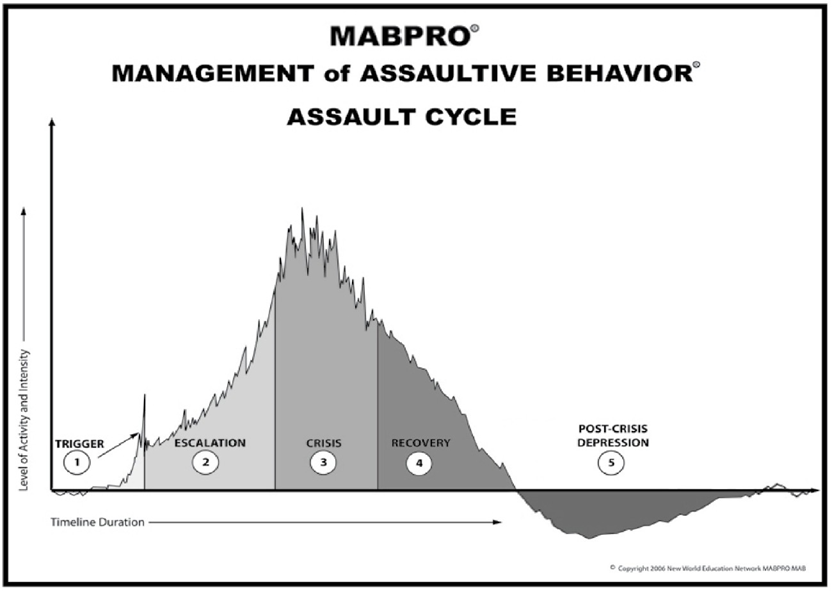 MABPRO©
MANAGEMENT of ASSAULTIVE BEHAVIOR©
ASSAULT CYCLE
Level of Activity and Intensity
TRIGGER
1
ESCALATION
2
CRISIS
3
RECOVERY
4
POST-CRISIS
DEPRESSION
5
Timeline Duration
© Copyright 2006 New World Education Network MABPRO MAB